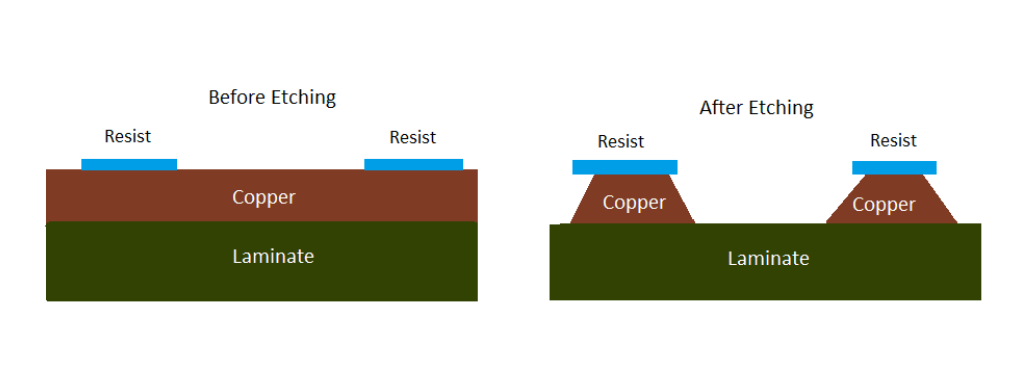 Before Etching
Resist
Resist
Copper
Laminate
After Etching
Resist
Resist
Copper
Copper
Laminate